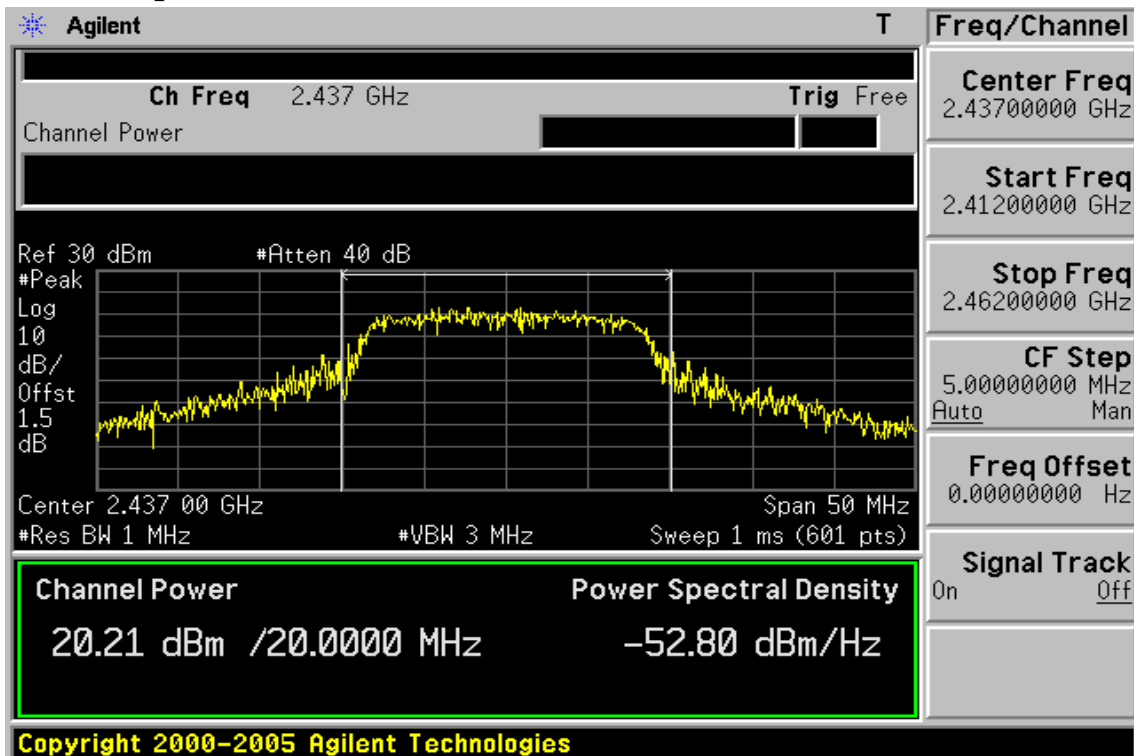 Agilent T
Ch Freq 2.437 GHz Trig Free
Channel Power
Ref 30 dBm #Atten 40 dB
#Peak
Log
10
dB/
Offst
1.5
dB
Center 2.437 00 GHz Span 50 MHz
#Res BW 1 MHz #VBW 3 MHz Sweep 1 ms (601 pts)
Channel Power Power Spectral Density
20.21 dBm /20.0000 MHz -52.80 dBm/Hz
Copyright 2000-2005 Agilent Technologies
Freq/Channel
Center Freq
2.43700000 GHz
Start Freq
2.41200000 GHz
Stop Freq
2.46200000 GHz
CF Step
5.00000000 MHz
Auto Man
Freq Offset
0.00000000 Hz
Signal Track
On Off